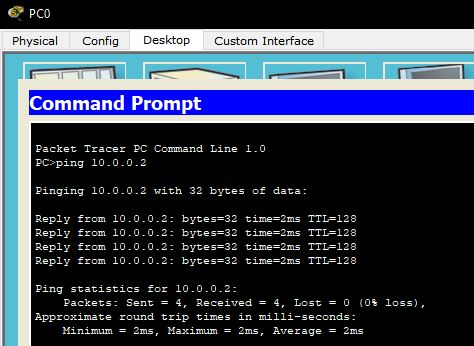 PC0
Physical Config Desktop Custom Interface
Command Prompt
Packet Tracer PC Command Line 1.0
PC>ping 10.0.0.2
Pinging 10.0.0.2 with 32 bytes of data:
Reply from 10.0.0.2: bytes=32 time=2ms TTL=128
Reply from 10.0.0.2: bytes=32 time=2ms TTL=128
Reply from 10.0.0.2: bytes=32 time=2ms TTL=128
Reply from 10.0.0.2: bytes=32 time=2ms TTL=128
Ping statistics for 10.0.0.2:
Packets: Sent = 4, Received = 4, Lost = 0 (0% loss),
Approximate round trip times in milli-seconds:
Minimum = 2ms, Maximum = 2ms, Average = 2ms